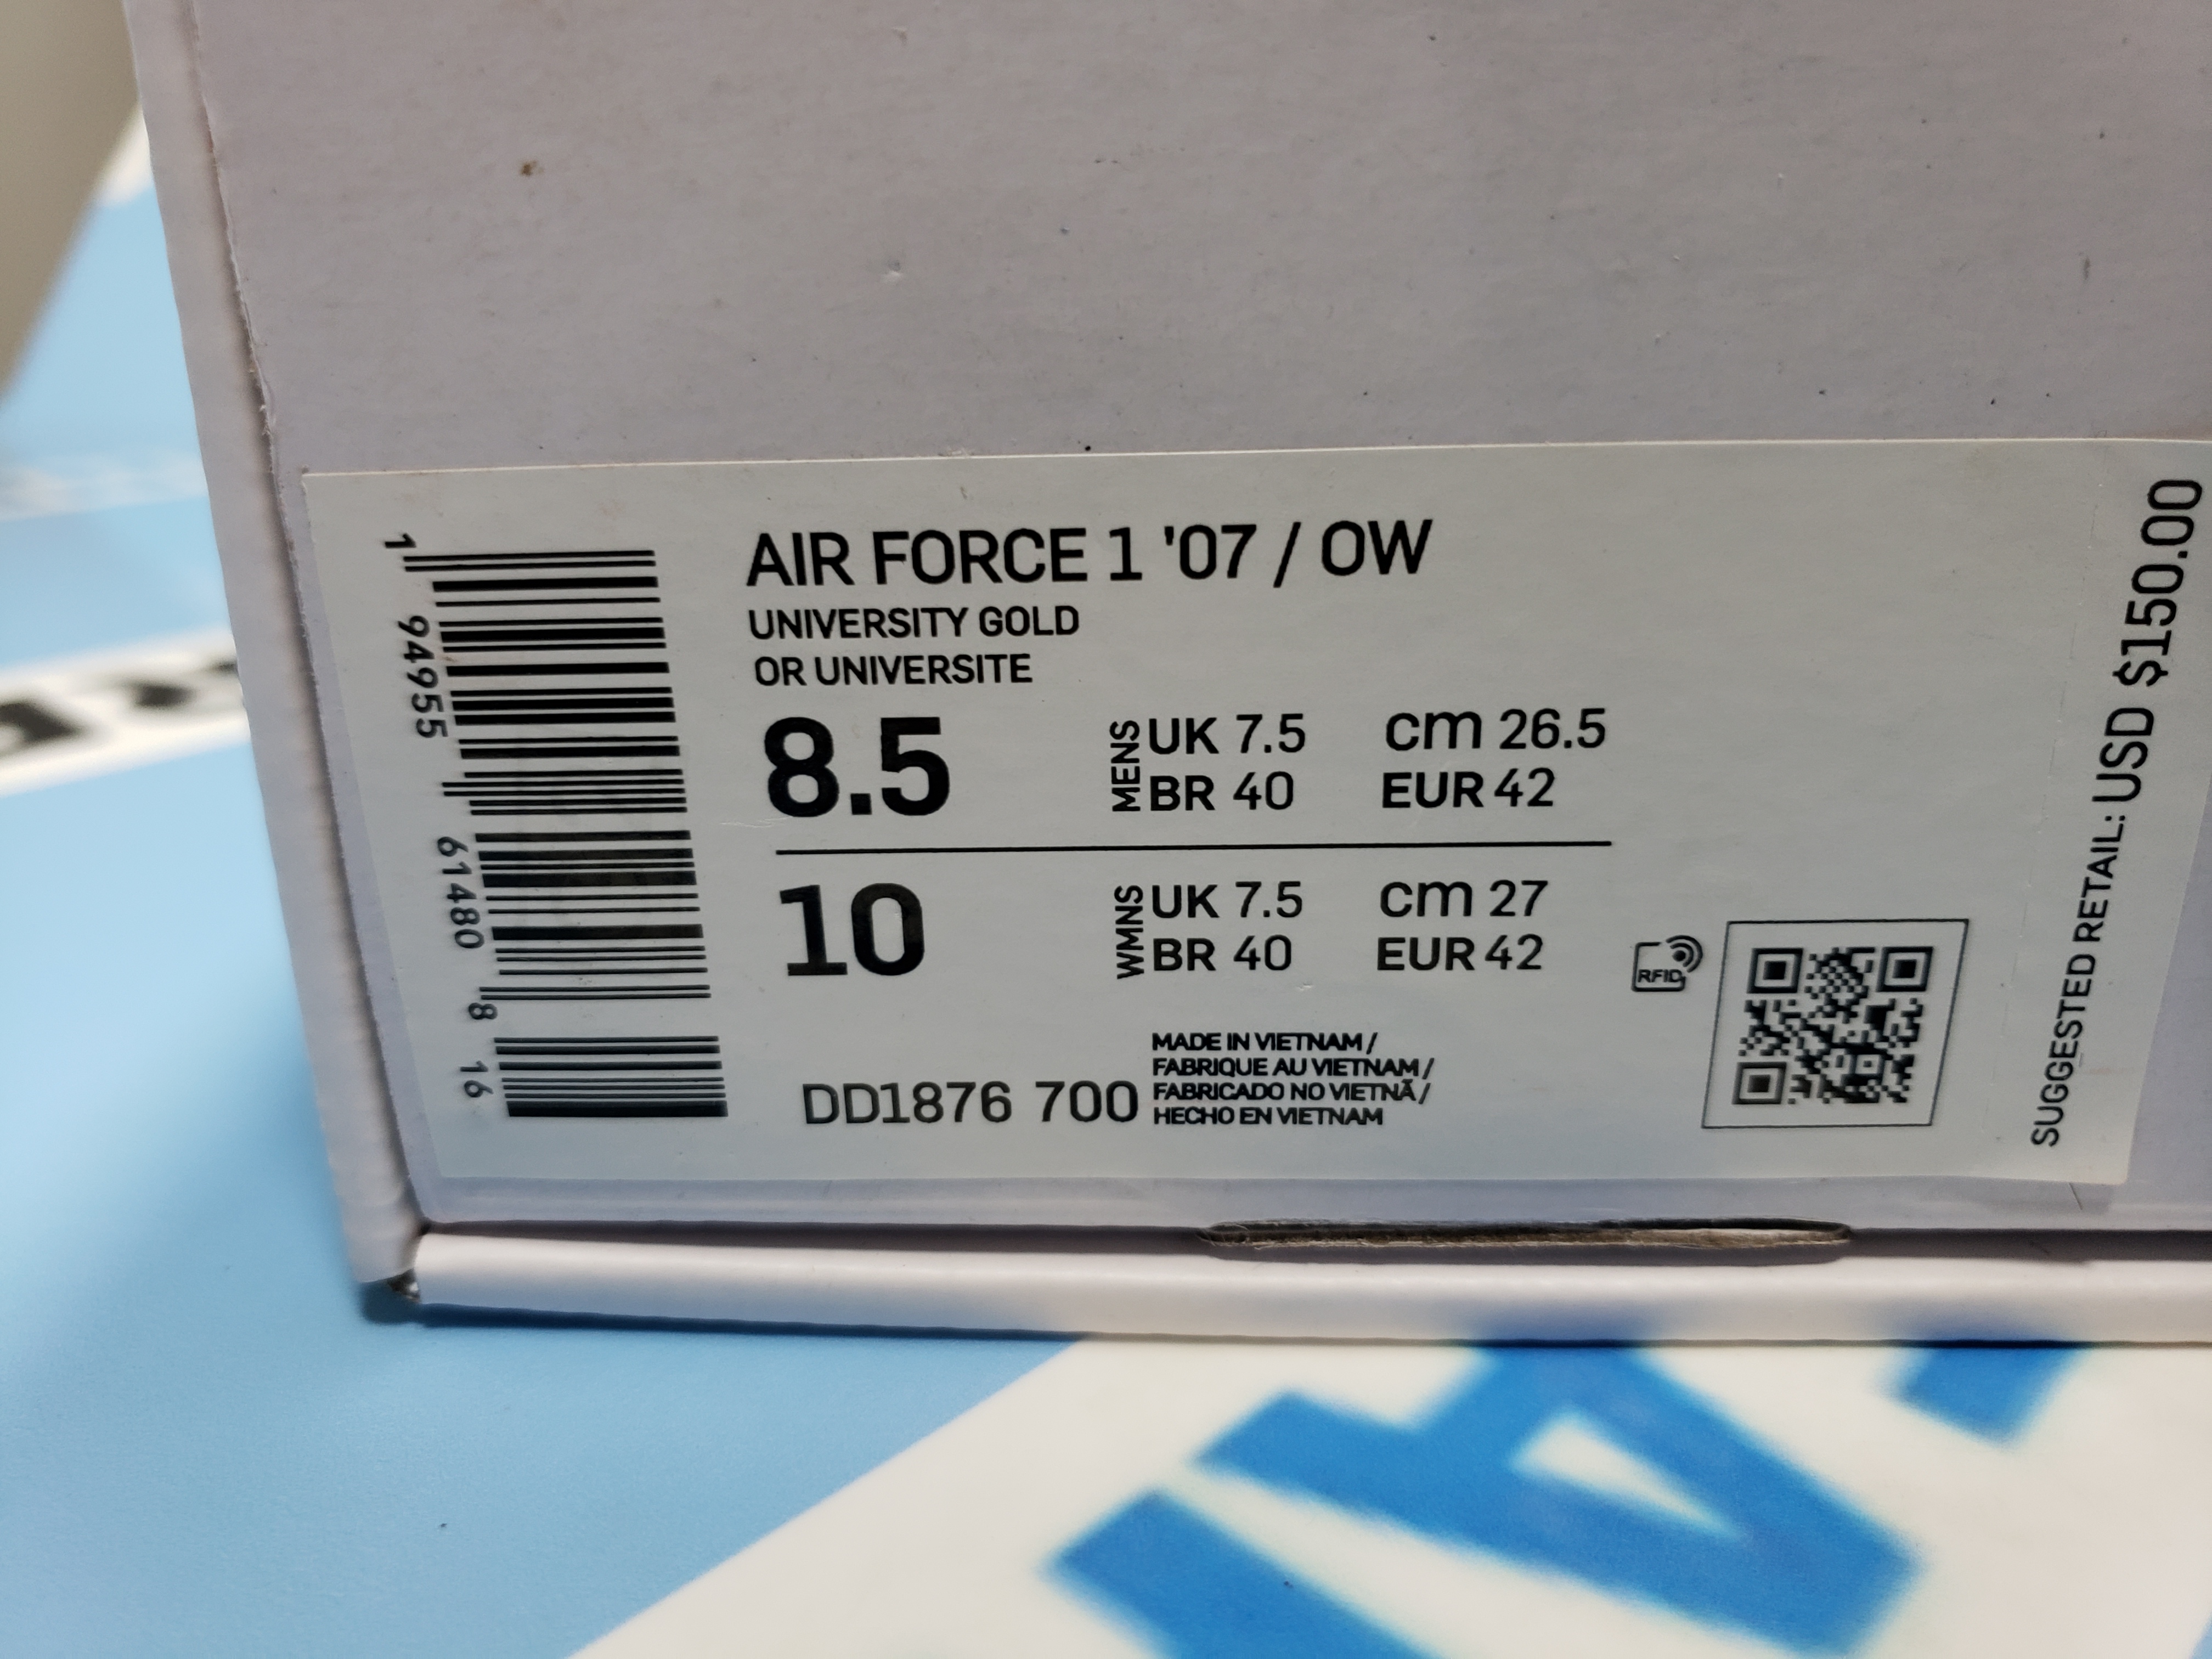 AIR FORCE 1 '07 / OW
UNIVERSITY GOLD
OR UNIVERSITE
8.5
MENS
UK 7.5 cm 26.5
BR 40 EUR 42
10
WMNS
UK 7.5 cm 27
BR 40 EUR 42
DD1876 700
MADE IN VIETNAM /
FABRIQUE AU VIETNAM /
FABRICADO NO VIETNÃ /
HECHO EN VIETNAM
RFID
SUGGESTED RETAIL: USD $150.00
1 94955 61480 8 16